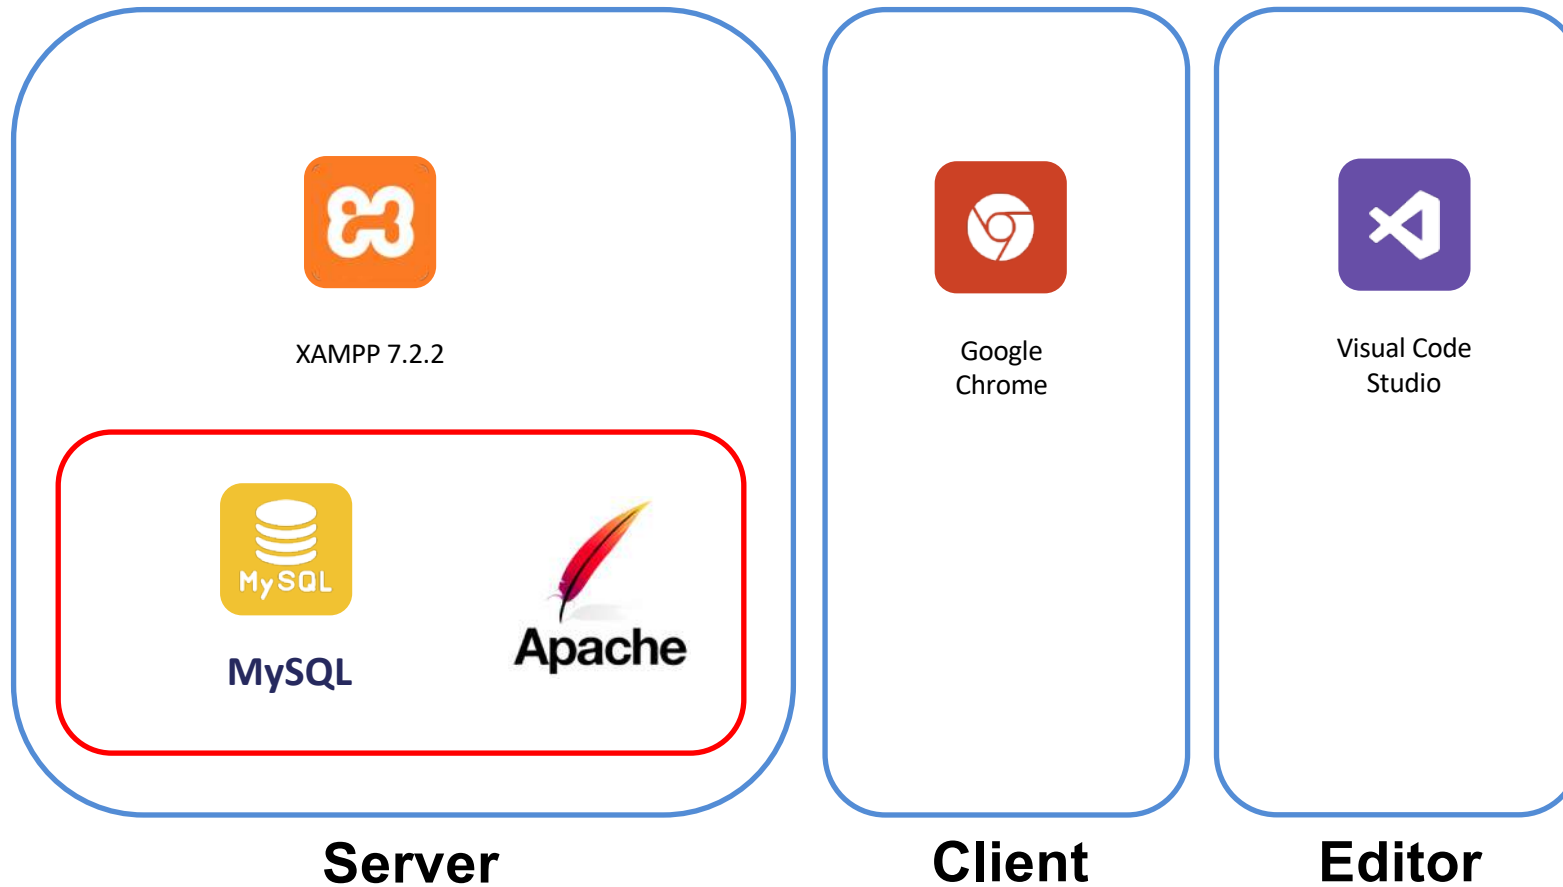 XAMPP 7.2.2
MySQL
MySQL
Apache
Server
Google
Chrome
Client
Visual Code
Studio
Editor